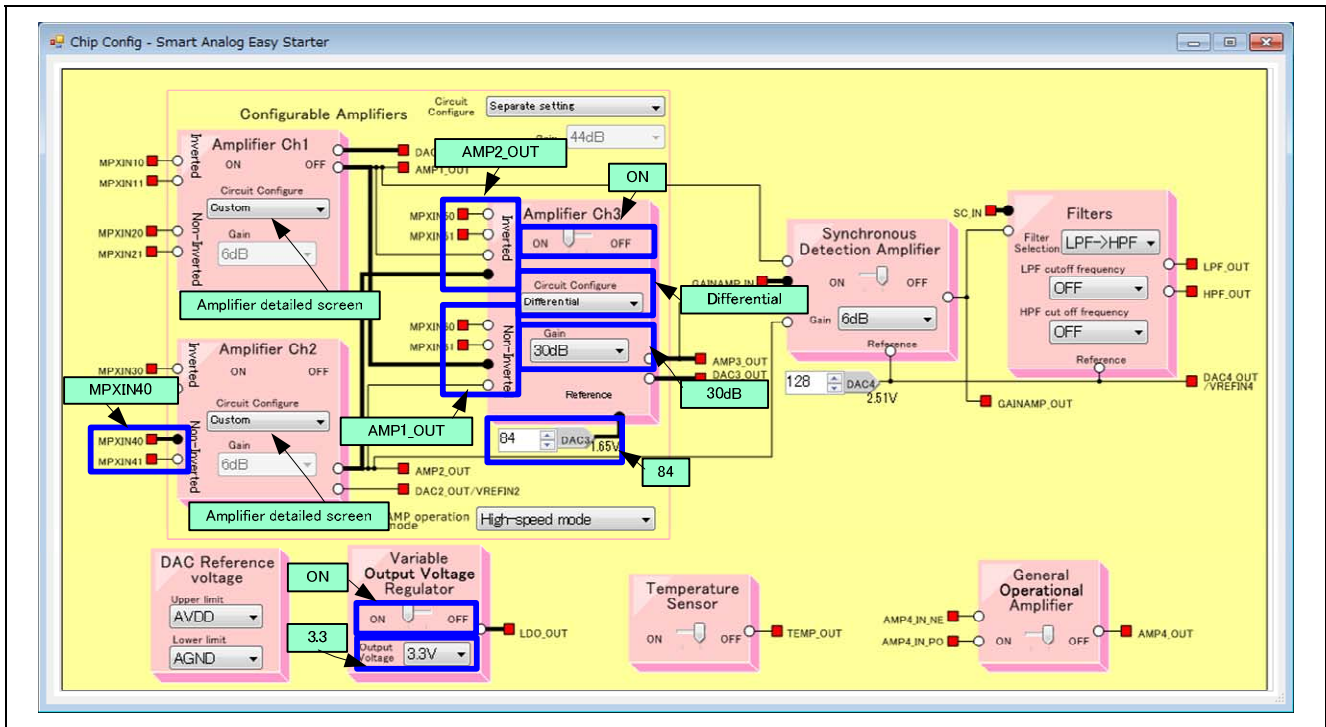 Chip Config - Smart Analog Easy Starter
Configurable Amplifiers
Circuit Configure
Separate setting
44dB
Inverted
Amplifier Ch1
ON OFF
MPXIN10
MPXIN11
Circuit Configure
Custom
Non-Inverted
Gain
6dB
MPXIN20
MPXIN21
Amplifier detailed screen
AMP1_OUT
AMP2_OUT
ON
MPXIN50
MPXIN51
Inverted
Amplifier Ch3
ON OFF
Circuit Configure
Differential
Differential
MPXIN60
MPXIN61
Gain
30dB
30dB
AMP3_OUT
DAC3_OUT
Reference
AMP1_OUT
84
DAC3
1.65V
84
Inverted
Amplifier Ch2
ON OFF
MPXIN30
MPXIN40
Circuit Configure
Custom
MPXIN40
MPXIN41
Non-Inverted
Gain
6dB
AMP2_OUT
DAC2_OUT/VREFIN2
Amplifier detailed screen
AMP operation mode
High-speed mode
GAINAMP_IN
Synchronous
Detection Amplifier
ON OFF
Gain
6dB
Reference
128
DAC4
2.51V
GAINAMP_OUT
SC_IN
Filters
Filter Selection
LPF->HPF
LPF cutoff frequency
OFF
HPF cut off frequency
OFF
Reference
LPF_OUT
HPF_OUT
DAC4_OUT
/VREFIN4
DAC Reference
voltage
Upper limit
AVDD
Lower limit
AGND
ON
3.3
Variable
Output Voltage
Regulator
ON OFF
Output Voltage
3.3V
LDO_OUT
Temperature
Sensor
ON OFF
TEMP_OUT
General
Operational
Amplifier
AMP4_IN_NE
AMP4_IN_PO
ON OFF
AMP4_OUT